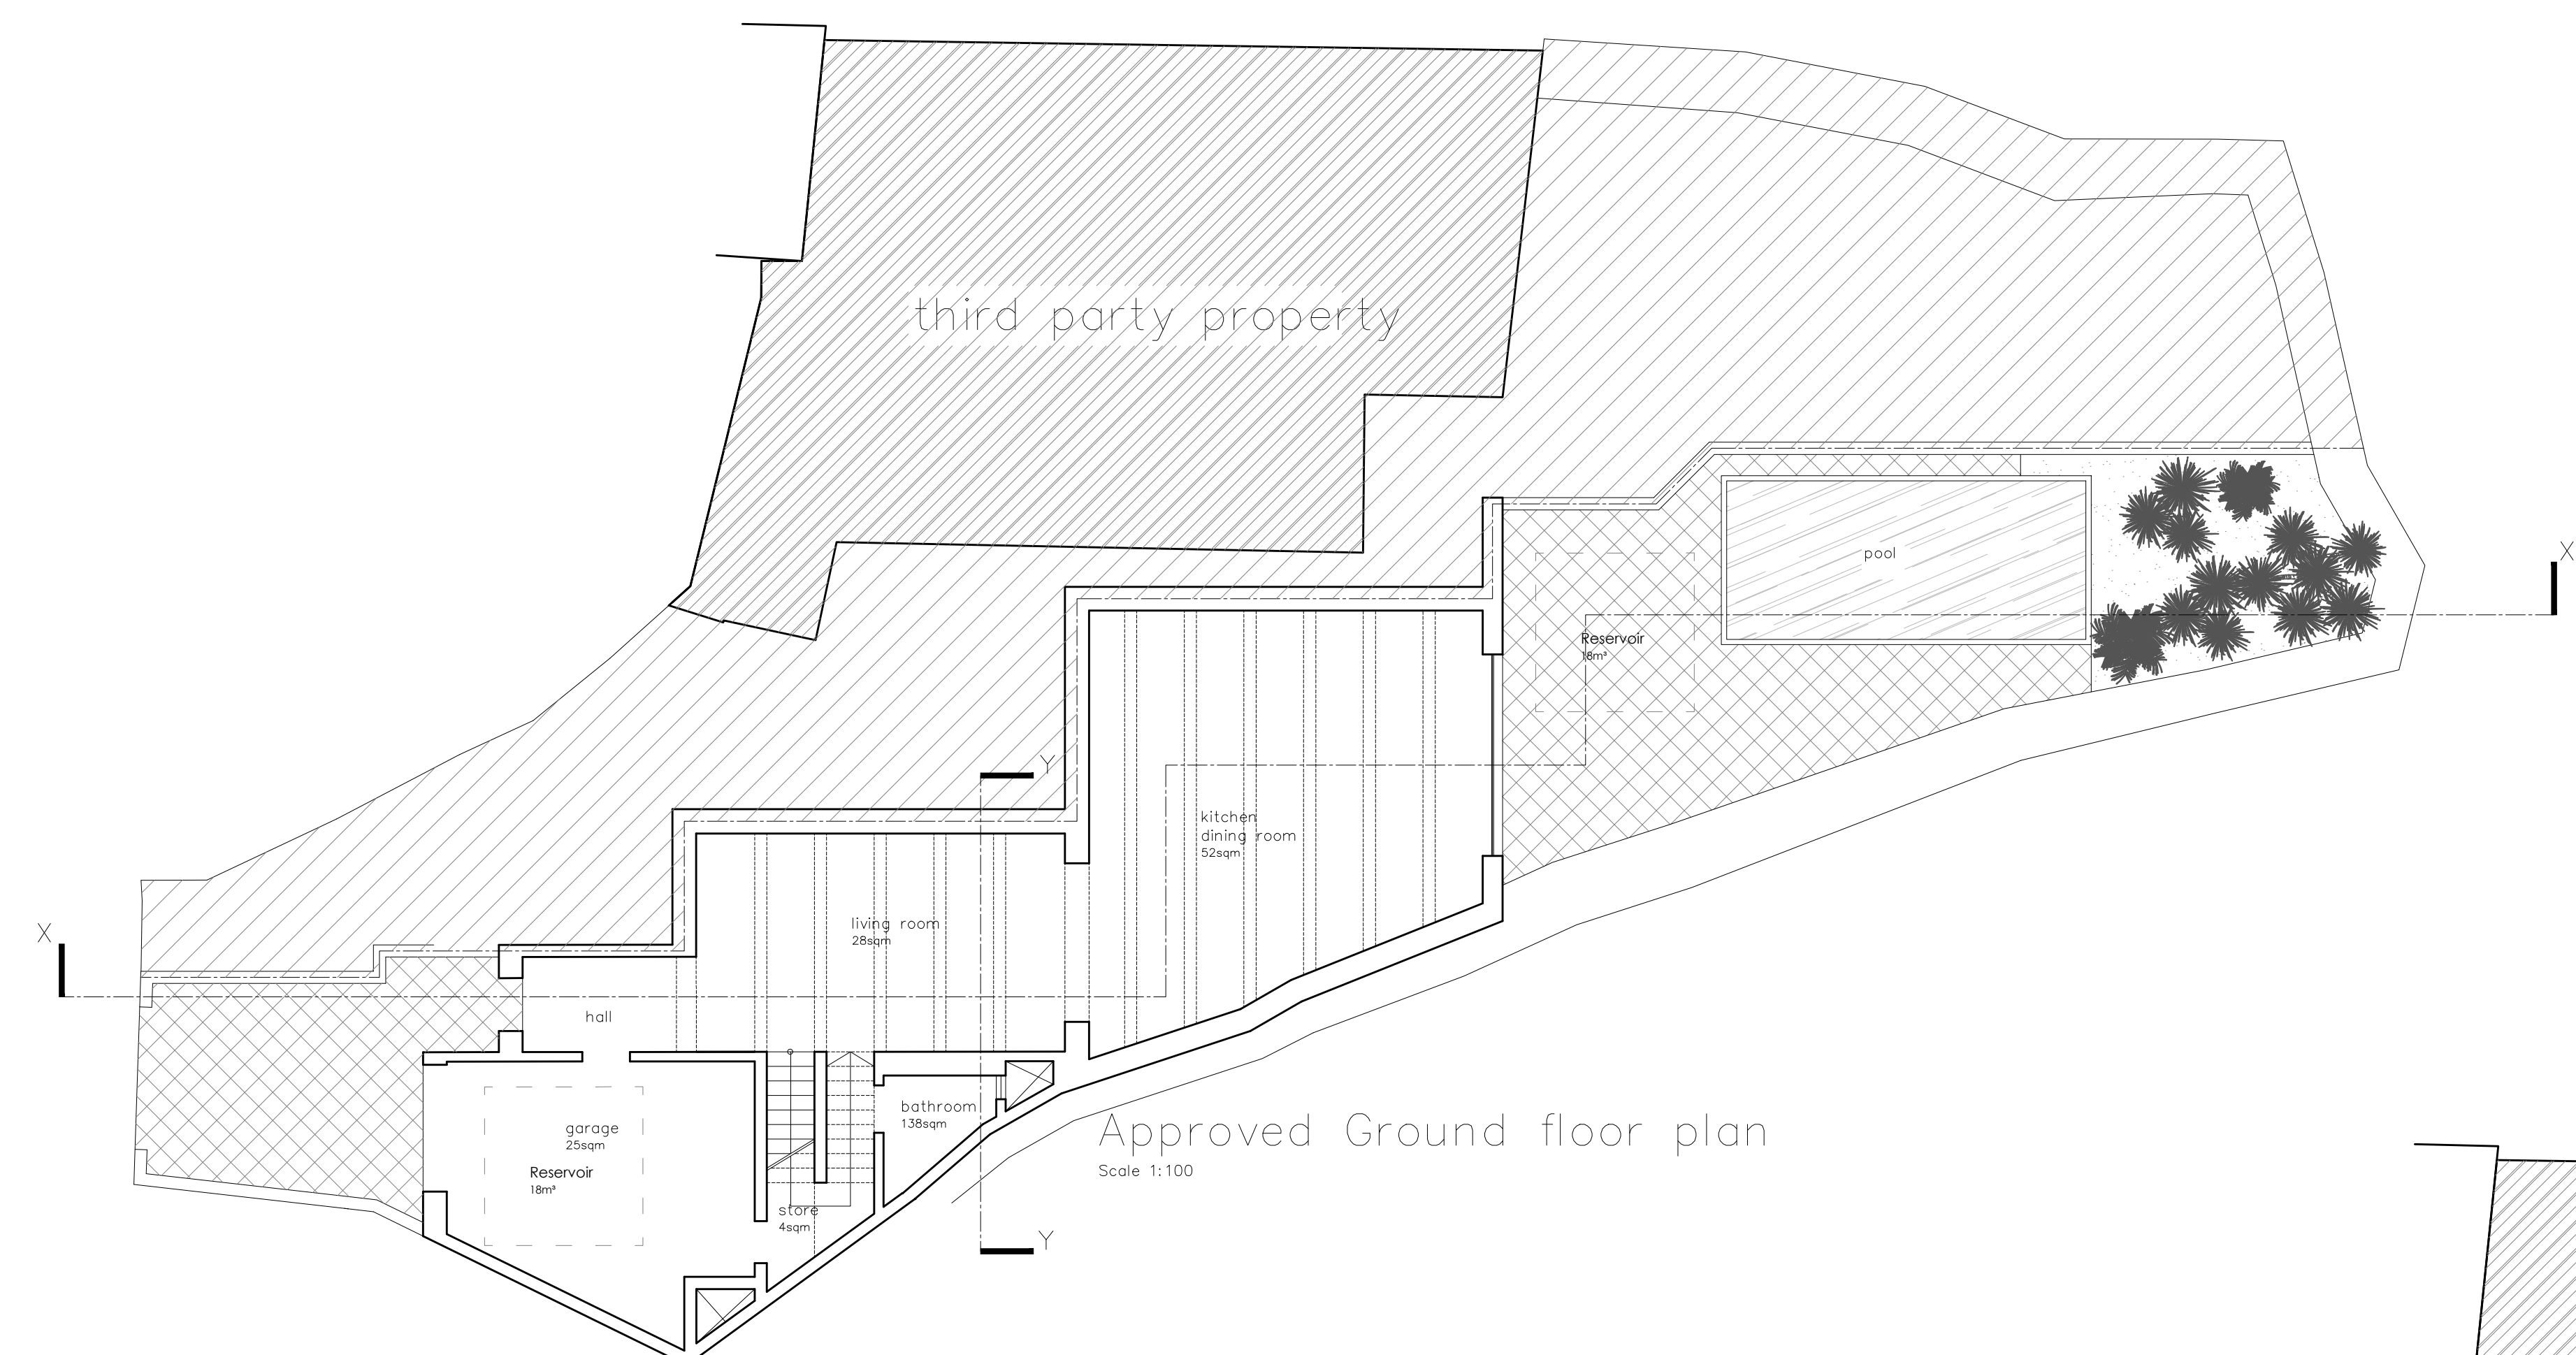 third party property
pool
X
Reservoir
18m³
Y
kitchen
dining room
52sqm
living room
28sqm
X
hall
bathroom
138sqm
garage
25sqm
Reservoir
18m³
store
4sqm
Y
Approved Ground floor plan
Scale 1:100